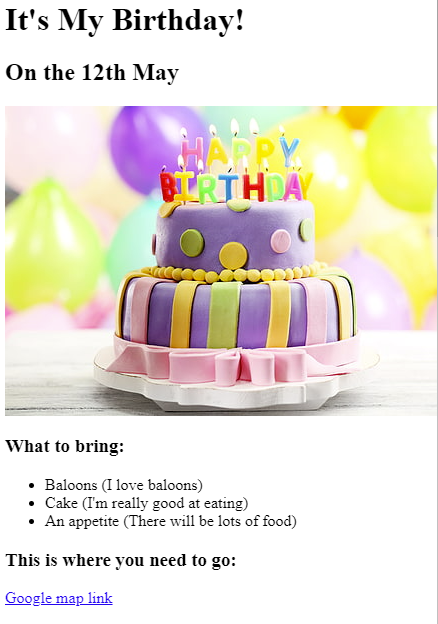 It's My Birthday!
On the 12th May
HAPPY
BIRTHDAY
What to bring:
Baloons (I love baloons)
Cake (I'm really good at eating)
An appetite (There will be lots of food)
This is where you need to go:
Google map link